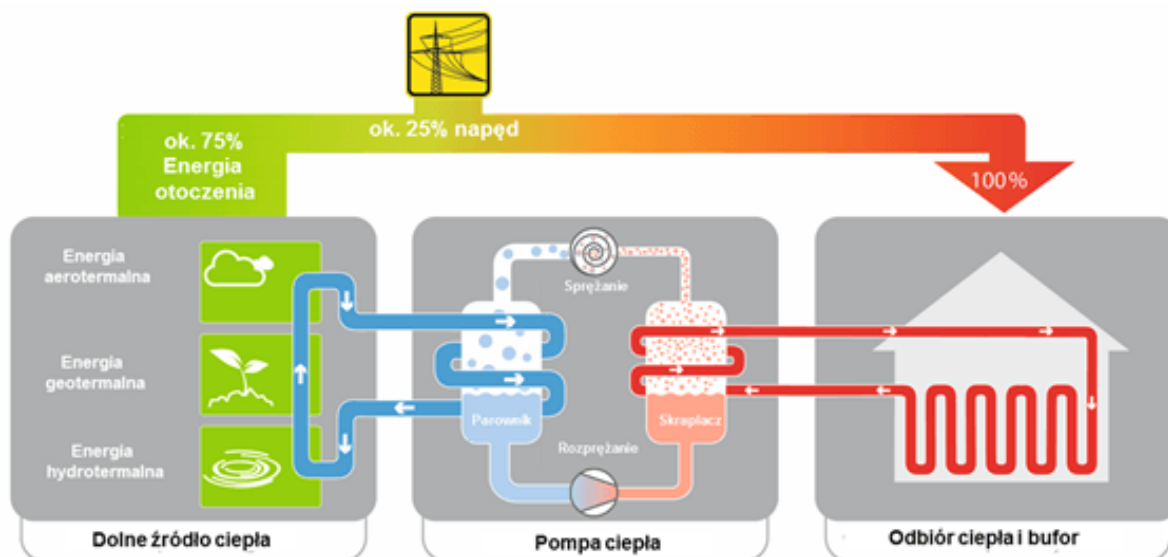 ok. 75%
Energia
otoczenia
ok. 25% napęd
100%
Energia
aerotermalna
Energia
geotermalna
Energia
hydrotermalna
Sprężanie
Parownik
Skraplacz
Rozprężanie
Dolne źródło ciepła
Pompa ciepła
Odbiór ciepła i bufor